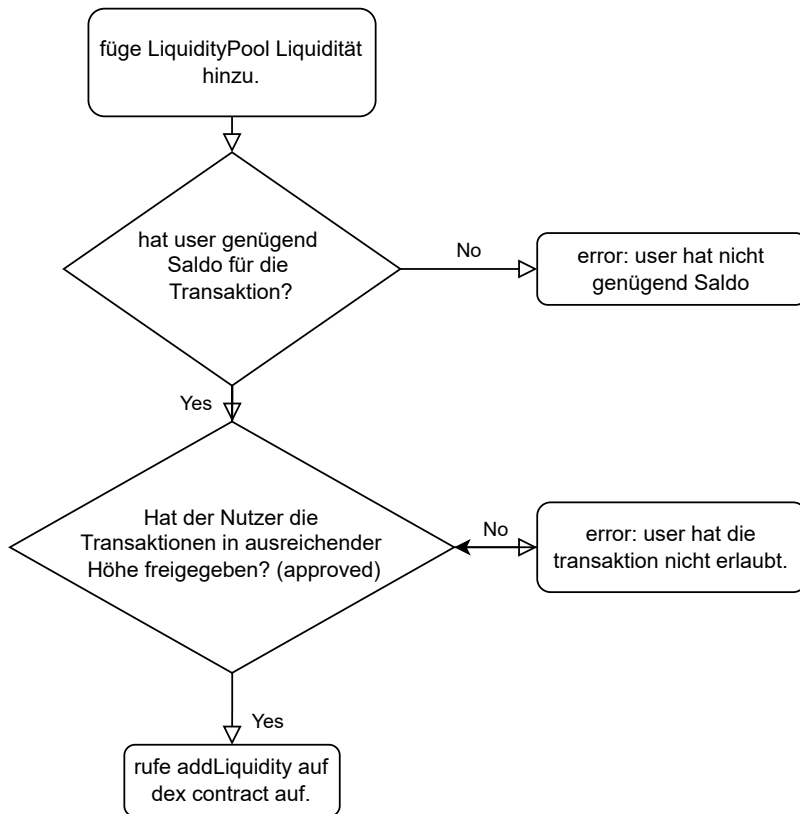 füge LiquidityPool Liquidität
hinzu.
hat user genügend
Saldo für die
Transaktion?
No
error: user hat nicht
genügend Saldo
Yes
Hat der Nutzer die
Transaktionen in ausreichender
Höhe freigegeben? (approved)
No
error: user hat die
transaktion nicht erlaubt.
Yes
rufe addLiquidity auf
dex contract auf.